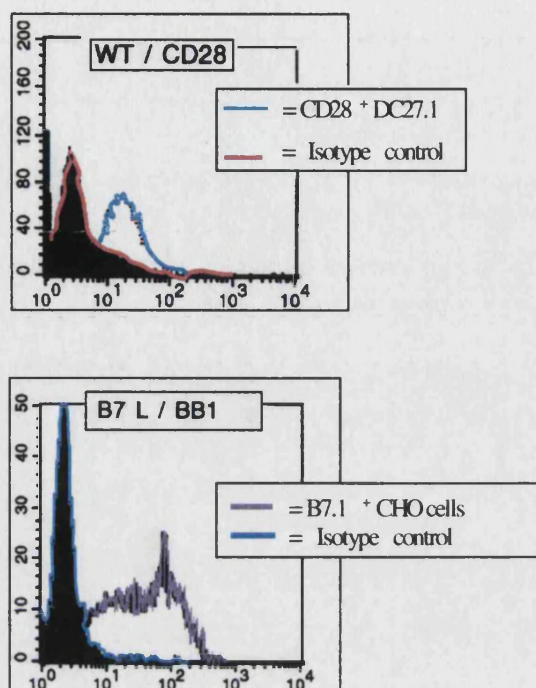 WT / CD28
= CD28 + DC27.1
= Isotype control
200
160
120
80
40
0
10^0 10^1 10^2 10^3 10^4
B7 L / BB1
= B7.1 + CHO cells
= Isotype control
50
40
30
20
10
0
10^0 10^1 10^2 10^3 10^4